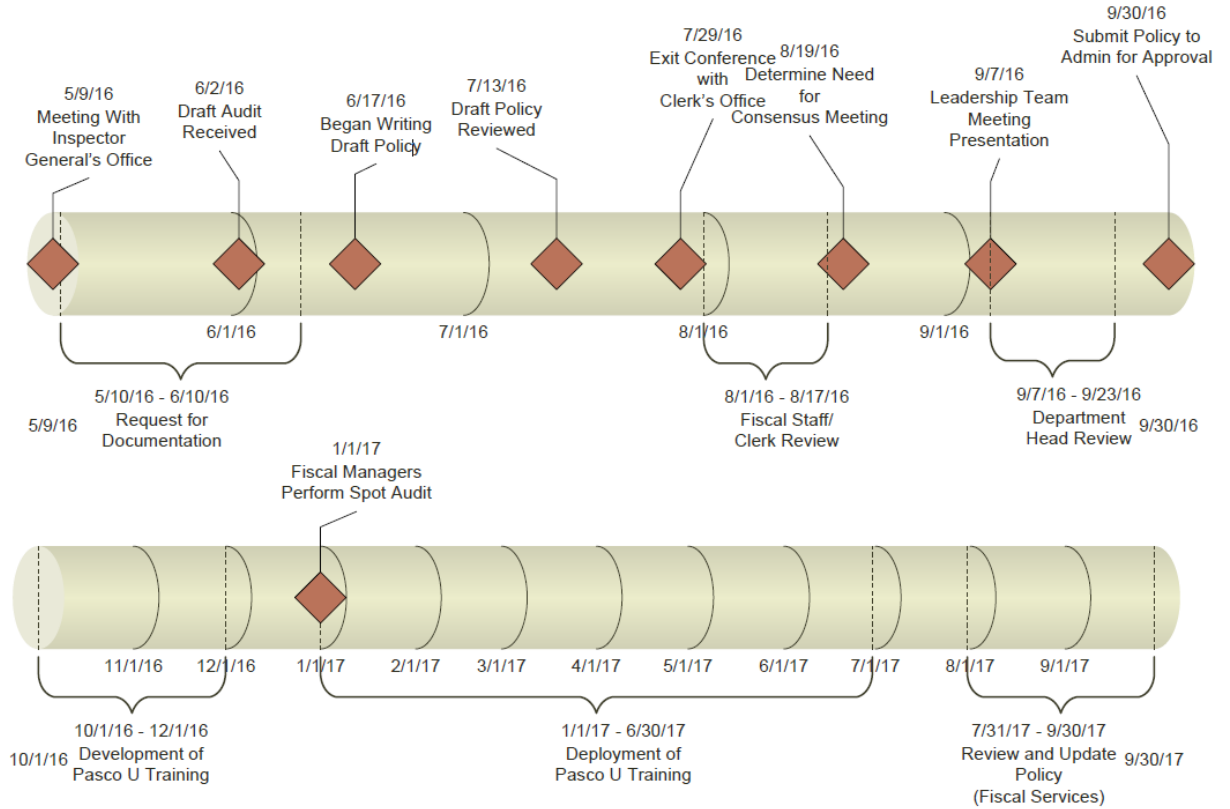 5/9/16
Meeting With
Inspector
General's Office
6/2/16
Draft Audit
Received
6/17/16
Began Writing
Draft Policy
7/13/16
Draft Policy
Reviewed
7/29/16
Exit Conference
with
Clerk's Office
8/19/16
Determine Need
for
Consensus Meeting
9/7/16
Leadership Team
Meeting
Presentation
9/30/16
Submit Policy to
Admin for Approval
6/1/16
7/1/16
8/1/16
9/1/16
5/9/16
5/10/16 - 6/10/16
Request for
Documentation
8/1/16 - 8/17/16
Fiscal Staff/
Clerk Review
9/7/16 - 9/23/16
Department
Head Review
9/30/16
1/1/17
Fiscal Managers
Perform Spot Audit
11/1/16
12/1/16
1/1/17
2/1/17
3/1/17
4/1/17
5/1/17
6/1/17
7/1/17
8/1/17
9/1/17
10/1/16
10/1/16 - 12/1/16
Development of
Pasco U Training
1/1/17 - 6/30/17
Deployment of
Pasco U Training
7/31/17 - 9/30/17
Review and Update
Policy
(Fiscal Services)
9/30/17